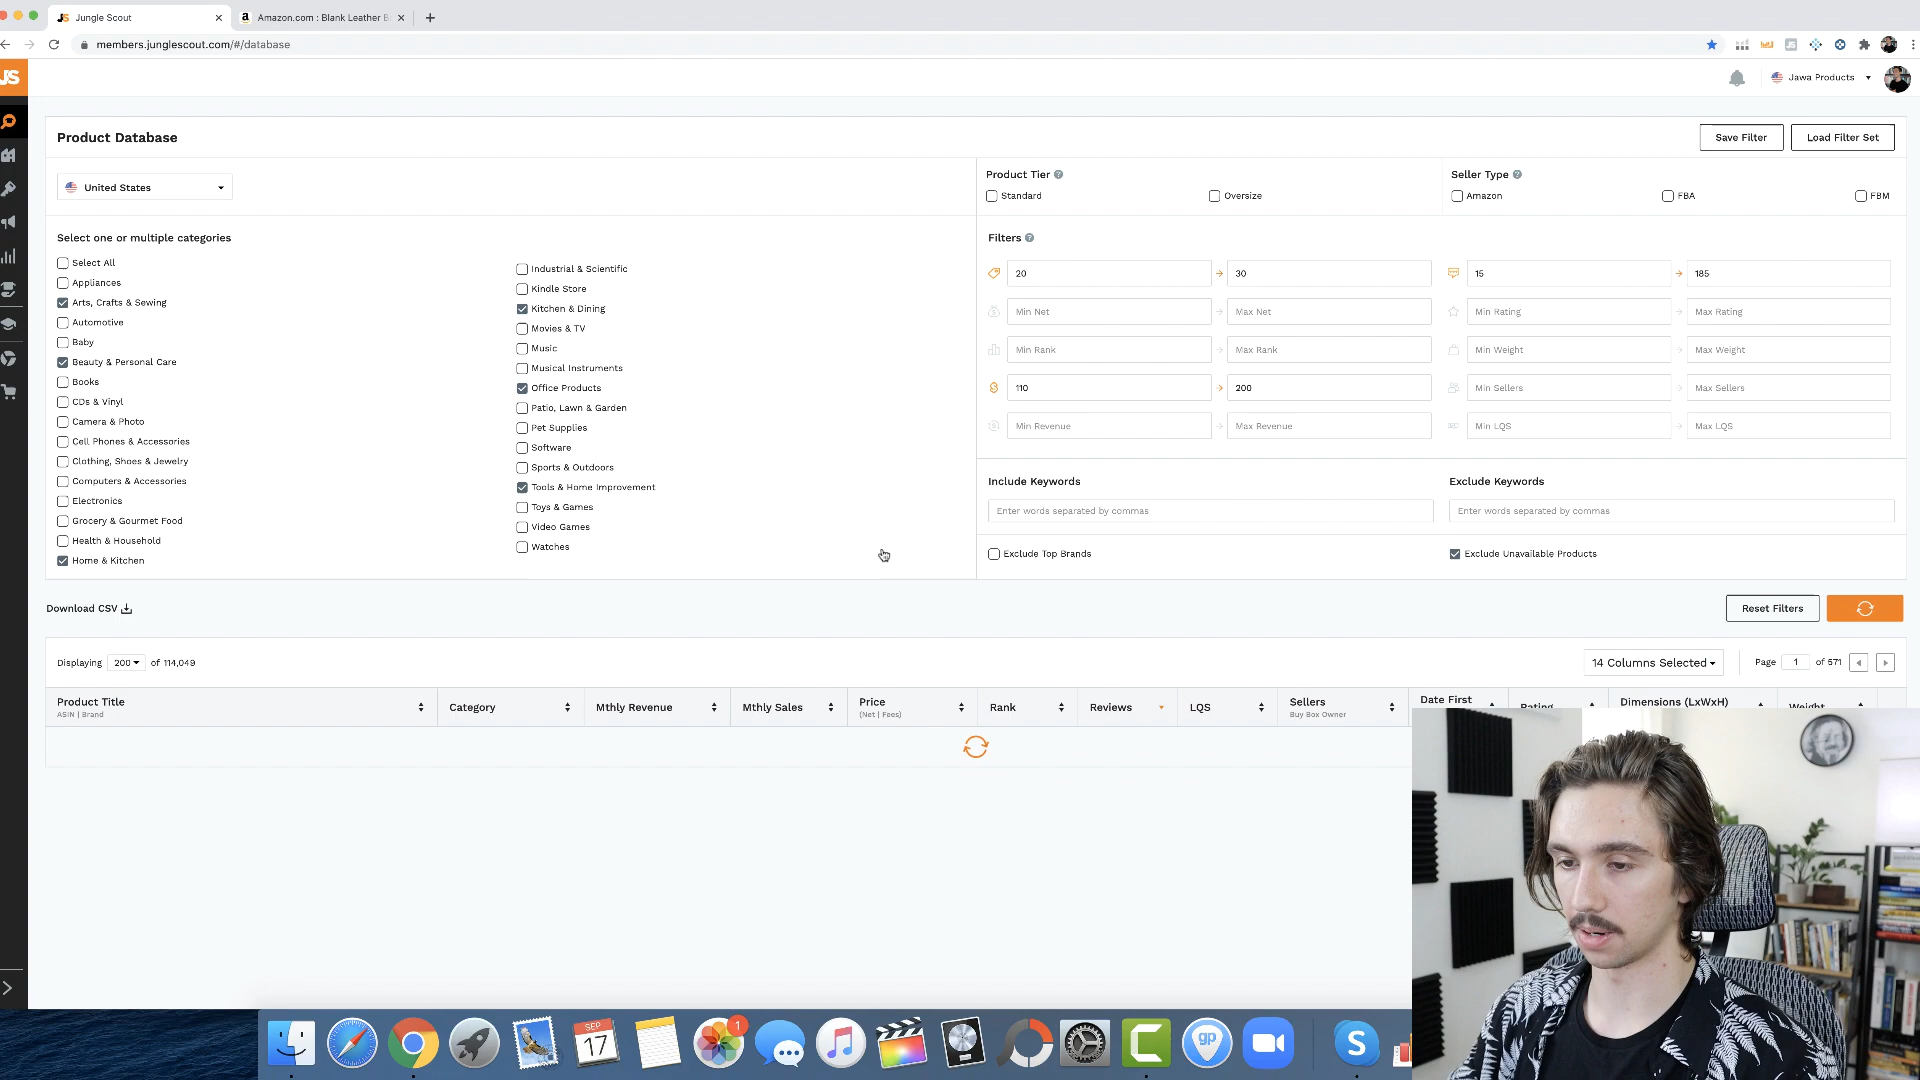 Jungle Scout
Amazon.com : Blank Leather B
members.junglescout.com/#/database
JS
Jawa Products
Product Database
Save Filter
Load Filter Set
United States
Product Tier
Standard
Oversize
Seller Type
Amazon
FBA
FBM
Select one or multiple categories
Select All
Appliances
Arts, Crafts & Sewing
Automotive
Baby
Beauty & Personal Care
Books
CDs & Vinyl
Camera & Photo
Cell Phones & Accessories
Clothing, Shoes & Jewelry
Computers & Accessories
Electronics
Grocery & Gourmet Food
Health & Household
Home & Kitchen
Industrial & Scientific
Kindle Store
Kitchen & Dining
Movies & TV
Music
Musical Instruments
Office Products
Patio, Lawn & Garden
Pet Supplies
Software
Sports & Outdoors
Tools & Home Improvement
Toys & Games
Video Games
Watches
Filters
20 30 15 185
Min Net Max Net Min Rating Max Rating
Min Rank Max Rank Min Weight Max Weight
110 200 Min Sellers Max Sellers
Min Revenue Max Revenue Min LQS Max LQS
Include Keywords
Enter words separated by commas
Exclude Keywords
Enter words separated by commas
Exclude Top Brands
Exclude Unavailable Products
Download CSV
Reset Filters
Displaying 200 of 114,049
14 Columns Selected
Page 1 of 571
Product Title
ASIN | Brand
Category
Mthly Revenue
Mthly Sales
Price
(Net | Fees)
Rank
Reviews
LQS
Sellers
Buy Box Owner
Date First
Rating
Dimensions (LxWxH)
Weight
SEP
17
1
gp